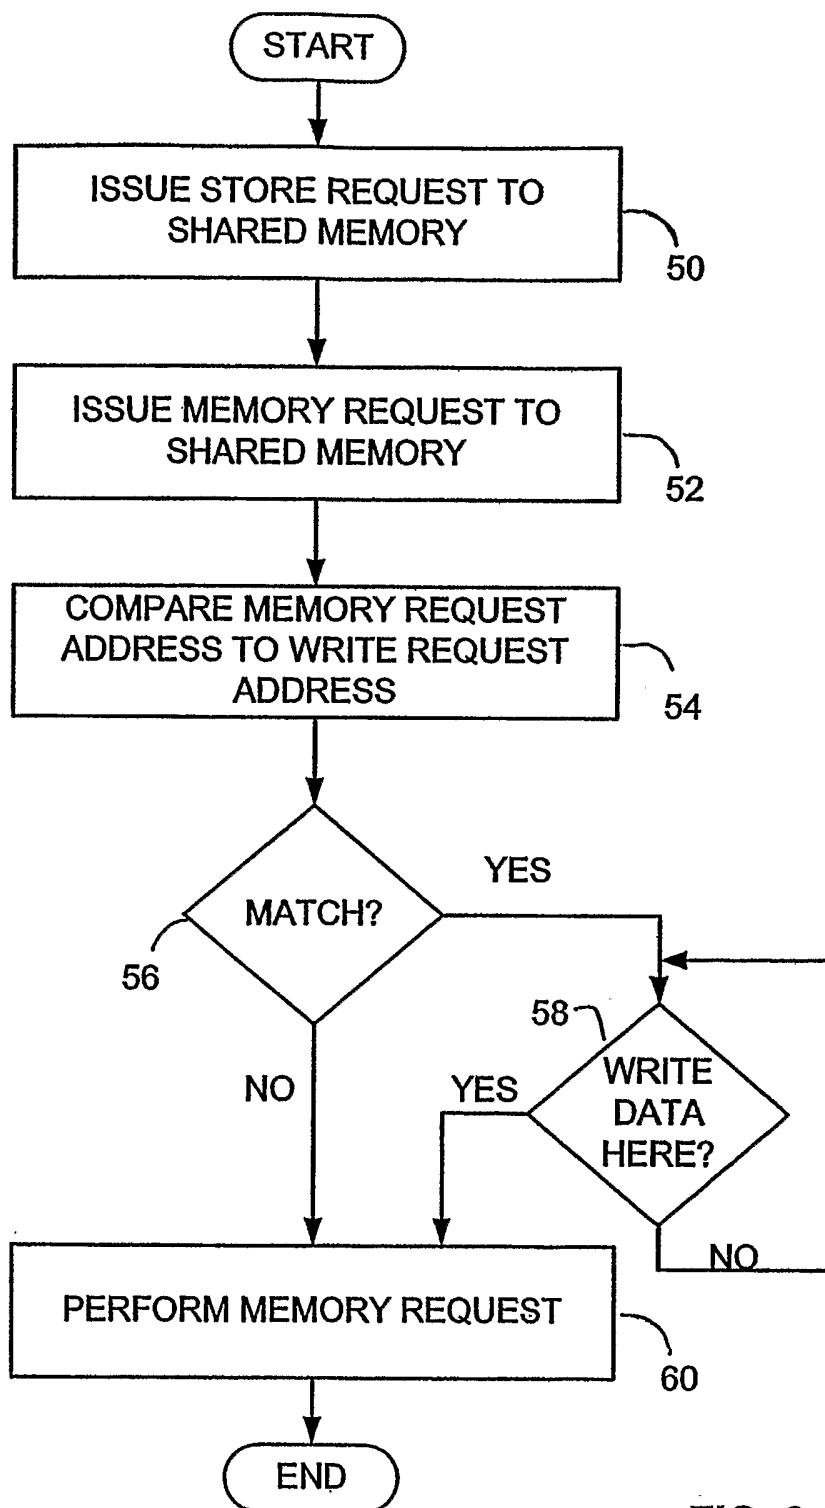 START
ISSUE STORE REQUEST TO
SHARED MEMORY
50
ISSUE MEMORY REQUEST TO
SHARED MEMORY
52
COMPARE MEMORY REQUEST
ADDRESS TO WRITE REQUEST
ADDRESS
54
MATCH?
YES
56
58
WRITE
DATA
HERE?
NO
YES
NO
PERFORM MEMORY REQUEST
60
END